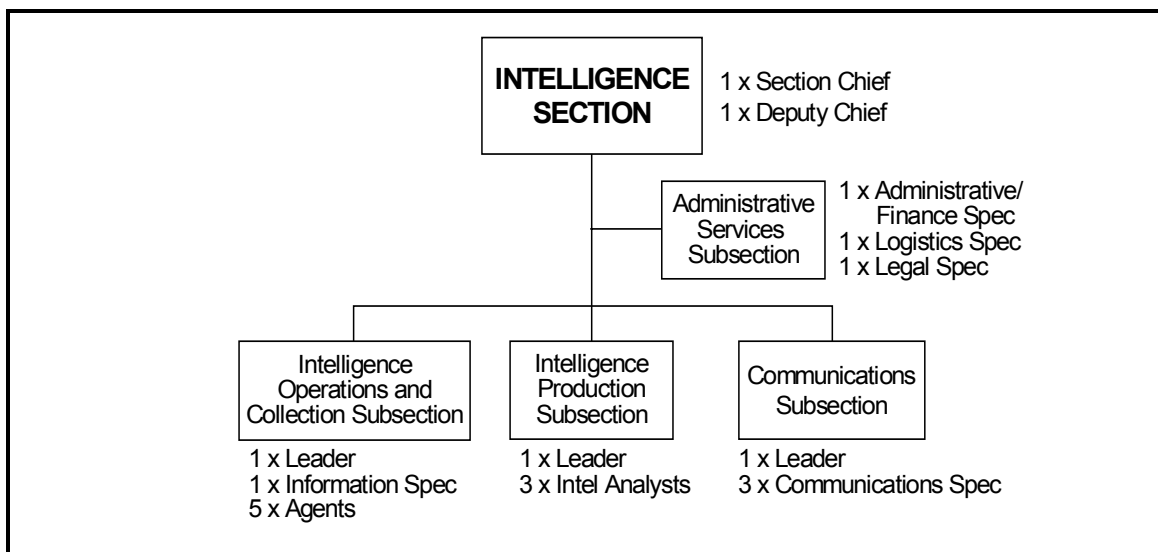 INTELLIGENCE
SECTION
1 x Section Chief
1 x Deputy Chief
Administrative
Services
Subsection
1 x Administrative/
Finance Spec
1 x Logistics Spec
1 x Legal Spec
Intelligence
Operations and
Collection Subsection
1 x Leader
1 x Information Spec
5 x Agents
Intelligence
Production
Subsection
1 x Leader
3 x Intel Analysts
Communications
Subsection
1 x Leader
3 x Communications Spec